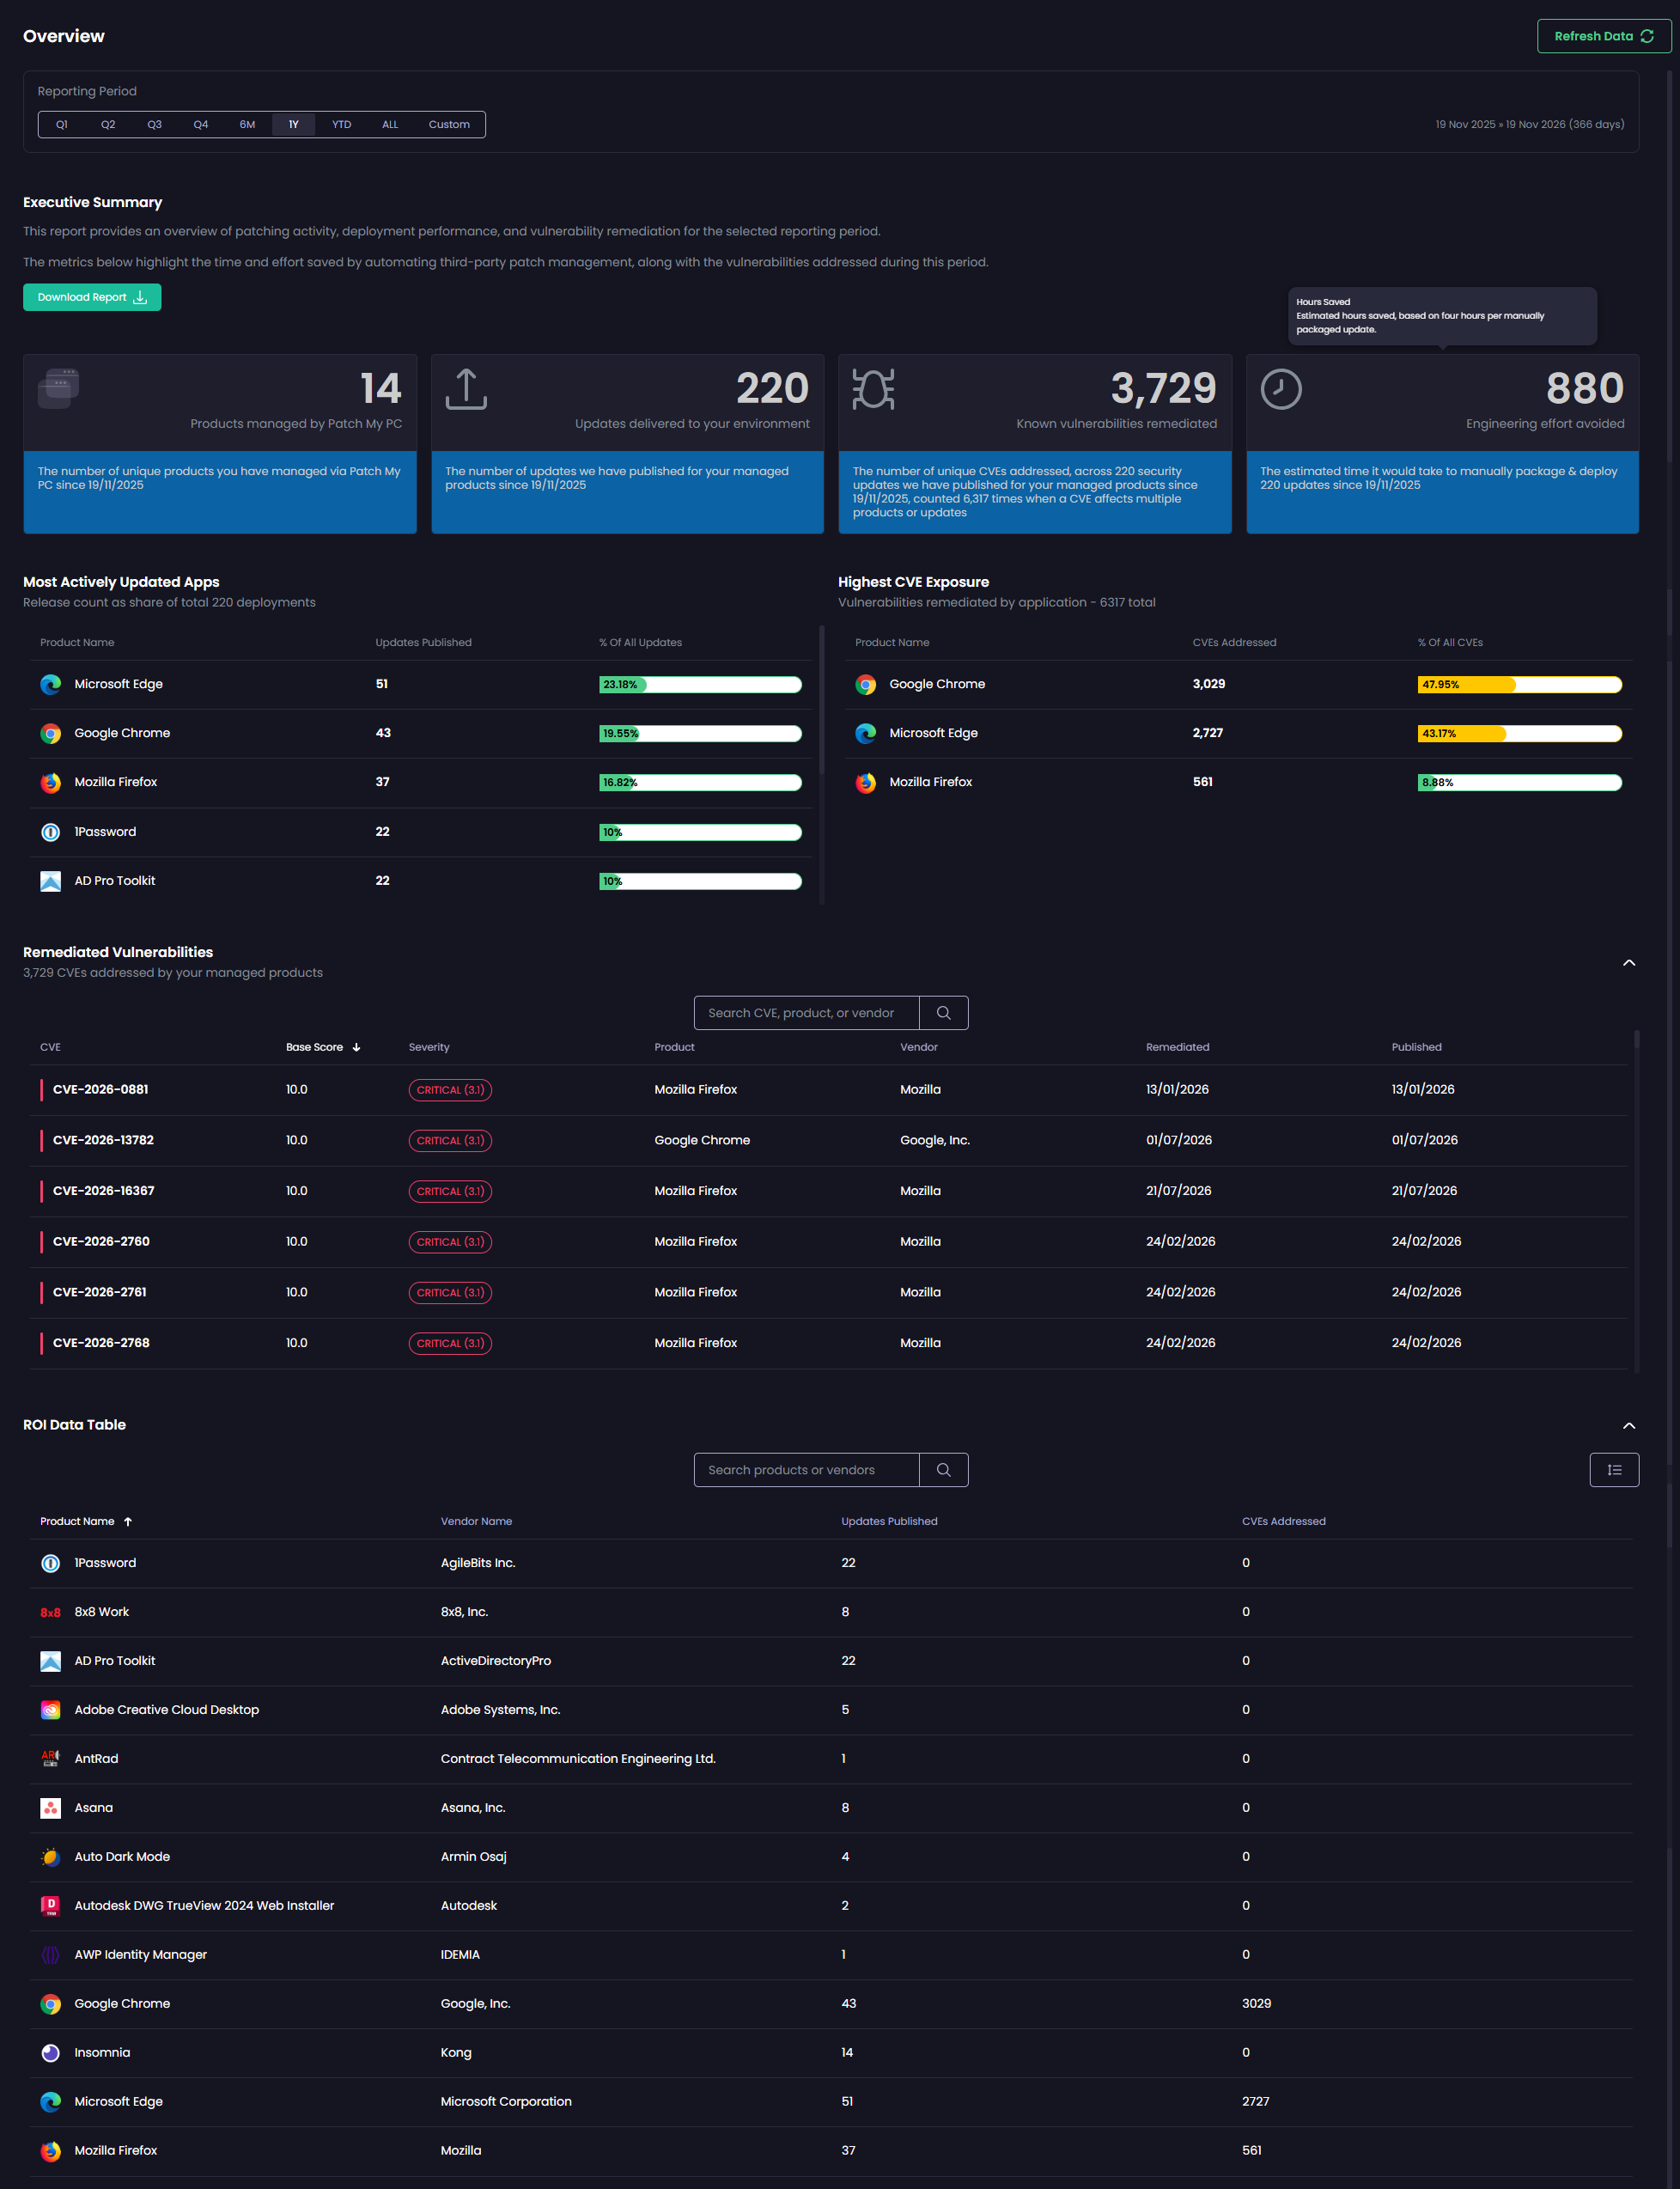 Overview
Refresh Data
Reporting Period
Q1 Q2 Q3 Q4 6M 1Y YTD ALL Custom
19 Nov 2025 » 19 Nov 2026 (366 days)
Executive Summary
This report provides an overview of patching activity, deployment performance, and vulnerability remediation for the selected reporting period.
The metrics below highlight the time and effort saved by automating third-party patch management, along with the vulnerabilities addressed during this period.
Download Report
Hours Saved
Estimated hours saved, based on four hours per manually
packaged update.
14
Products managed by Patch My PC
The number of unique products you have managed via Patch My
PC since 19/11/2025
220
Updates delivered to your environment
The number of updates we have published for your managed
products since 19/11/2025
3,729
Known vulnerabilities remediated
The number of unique CVEs addressed, across 220 security
updates we have published for your managed products since
19/11/2025, counted 6,317 times when a CVE affects multiple
products or updates
880
Engineering effort avoided
The estimated time it would take to manually package & deploy
220 updates since 19/11/2025
Most Actively Updated Apps
Release count as share of total 220 deployments
Product Name Updates Published % Of All Updates
Microsoft Edge 51 23.18%
Google Chrome 43 19.55%
Mozilla Firefox 37 16.82%
1Password 22 10%
AD Pro Toolkit 22 10%
Highest CVE Exposure
Vulnerabilities remediated by application - 6317 total
Product Name CVEs Addressed % Of All CVEs
Google Chrome 3,029 47.95%
Microsoft Edge 2,727 43.17%
Mozilla Firefox 561 8.88%
Remediated Vulnerabilities
3,729 CVEs addressed by your managed products
Search CVE, product, or vendor
CVE Base Score Severity Product Vendor Remediated Published
CVE-2026-0881 10.0 CRITICAL (3.1) Mozilla Firefox Mozilla 13/01/2026 13/01/2026
CVE-2026-13782 10.0 CRITICAL (3.1) Google Chrome Google, Inc. 01/07/2026 01/07/2026
CVE-2026-16367 10.0 CRITICAL (3.1) Mozilla Firefox Mozilla 21/07/2026 21/07/2026
CVE-2026-2760 10.0 CRITICAL (3.1) Mozilla Firefox Mozilla 24/02/2026 24/02/2026
CVE-2026-2761 10.0 CRITICAL (3.1) Mozilla Firefox Mozilla 24/02/2026 24/02/2026
CVE-2026-2768 10.0 CRITICAL (3.1) Mozilla Firefox Mozilla 24/02/2026 24/02/2026
ROI Data Table
Search products or vendors
Product Name Vendor Name Updates Published CVEs Addressed
1Password AgileBits Inc. 22 0
8x8 8x8 Work 8x8, Inc. 8 0
AD Pro Toolkit ActiveDirectoryPro 22 0
Adobe Creative Cloud Desktop Adobe Systems, Inc. 5 0
AntRad Contract Telecommunication Engineering Ltd. 1 0
Asana Asana, Inc. 8 0
Auto Dark Mode Armin Osaj 4 0
Autodesk DWG TrueView 2024 Web Installer Autodesk 2 0
AWP Identity Manager IDEMIA 1 0
Google Chrome Google, Inc. 43 3029
Insomnia Kong 14 0
Microsoft Edge Microsoft Corporation 51 2727
Mozilla Firefox Mozilla 37 561